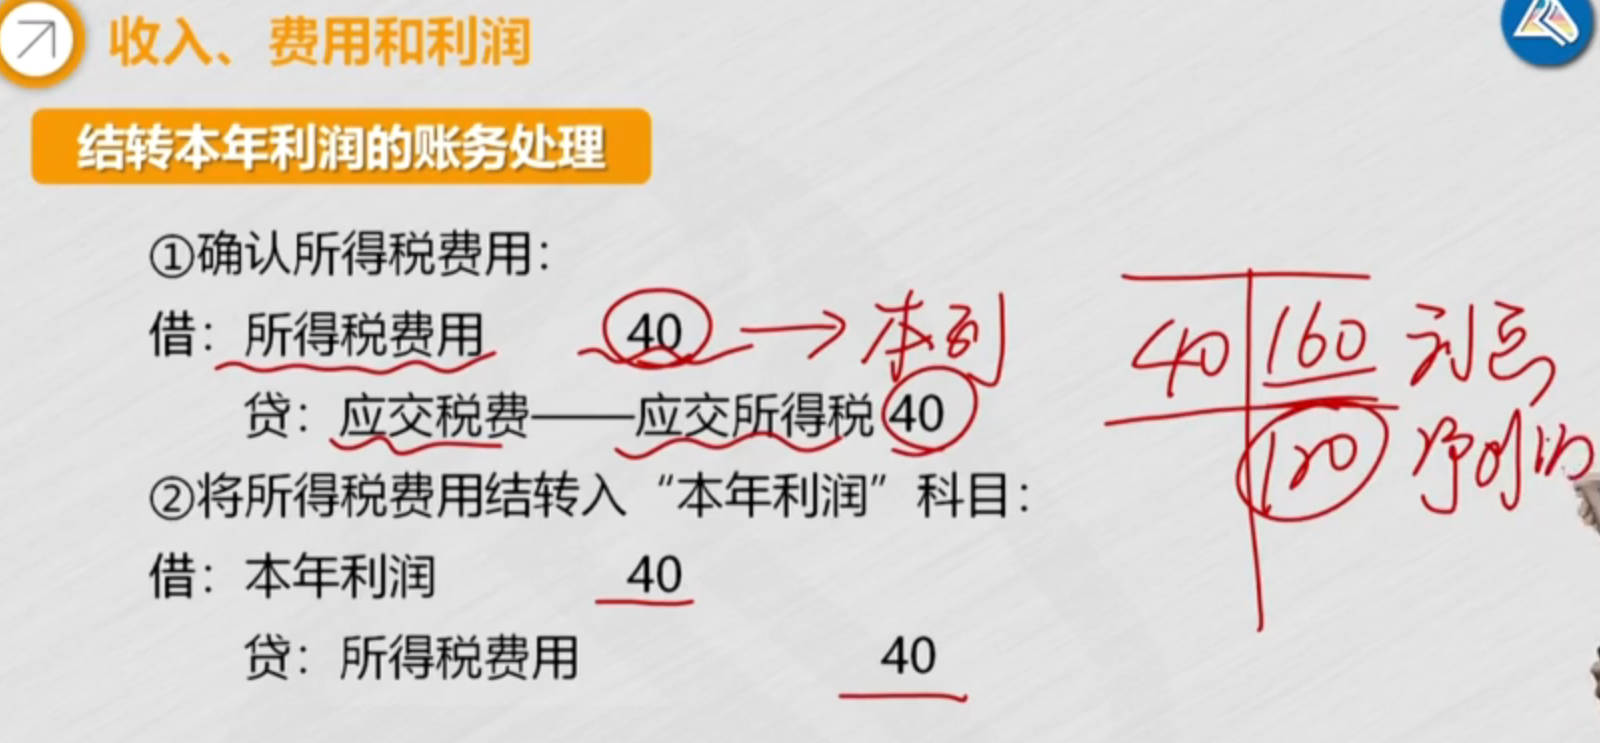 收入、费用和利润
结转本年利润的账务处理
①确认所得税费用：
借：所得税费用 40 → 本利
贷：应交税费——应交所得税 40
②将所得税费用结转入“本年利润”科目：
借：本年利润 40
贷：所得税费用 40
40 160 利总
120 净利润